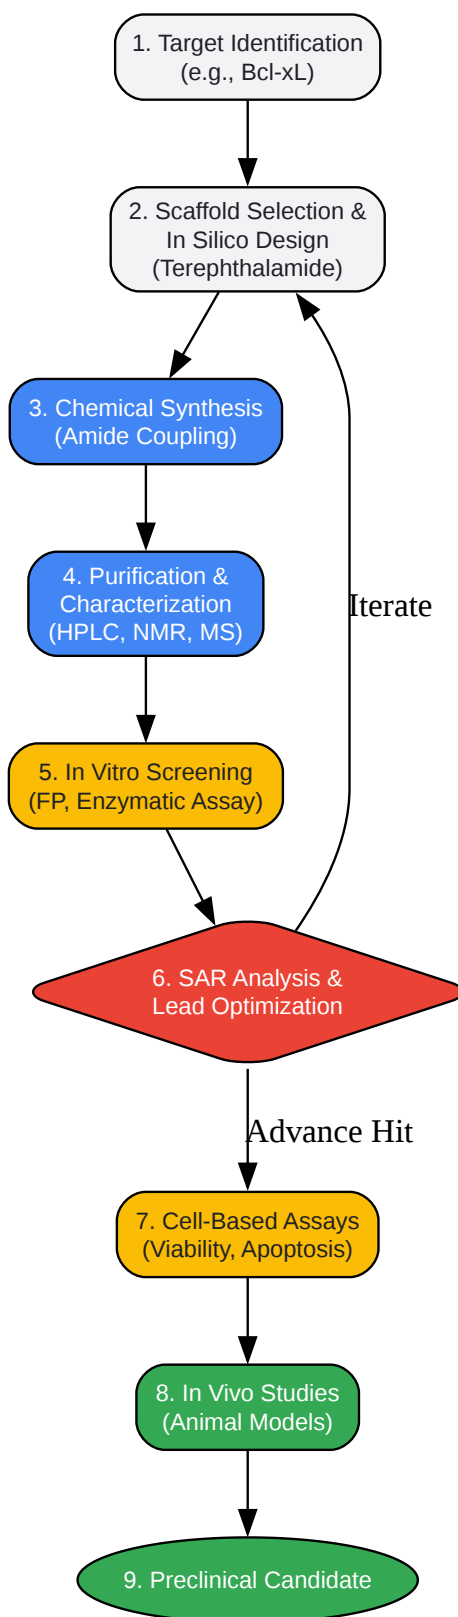 1. Target Identification
(e.g., Bcl-xL)
2. Scaffold Selection &
In Silico Design
(Terephthalamide)
3. Chemical Synthesis
(Amide Coupling)
4. Purification &
Characterization
(HPLC, NMR, MS)
Iterate
5. In Vitro Screening
(FP, Enzymatic Assay)
6. SAR Analysis &
Lead Optimization
Advance Hit
7. Cell-Based Assays
(Viability, Apoptosis)
8. In Vivo Studies
(Animal Models)
9. Preclinical Candidate